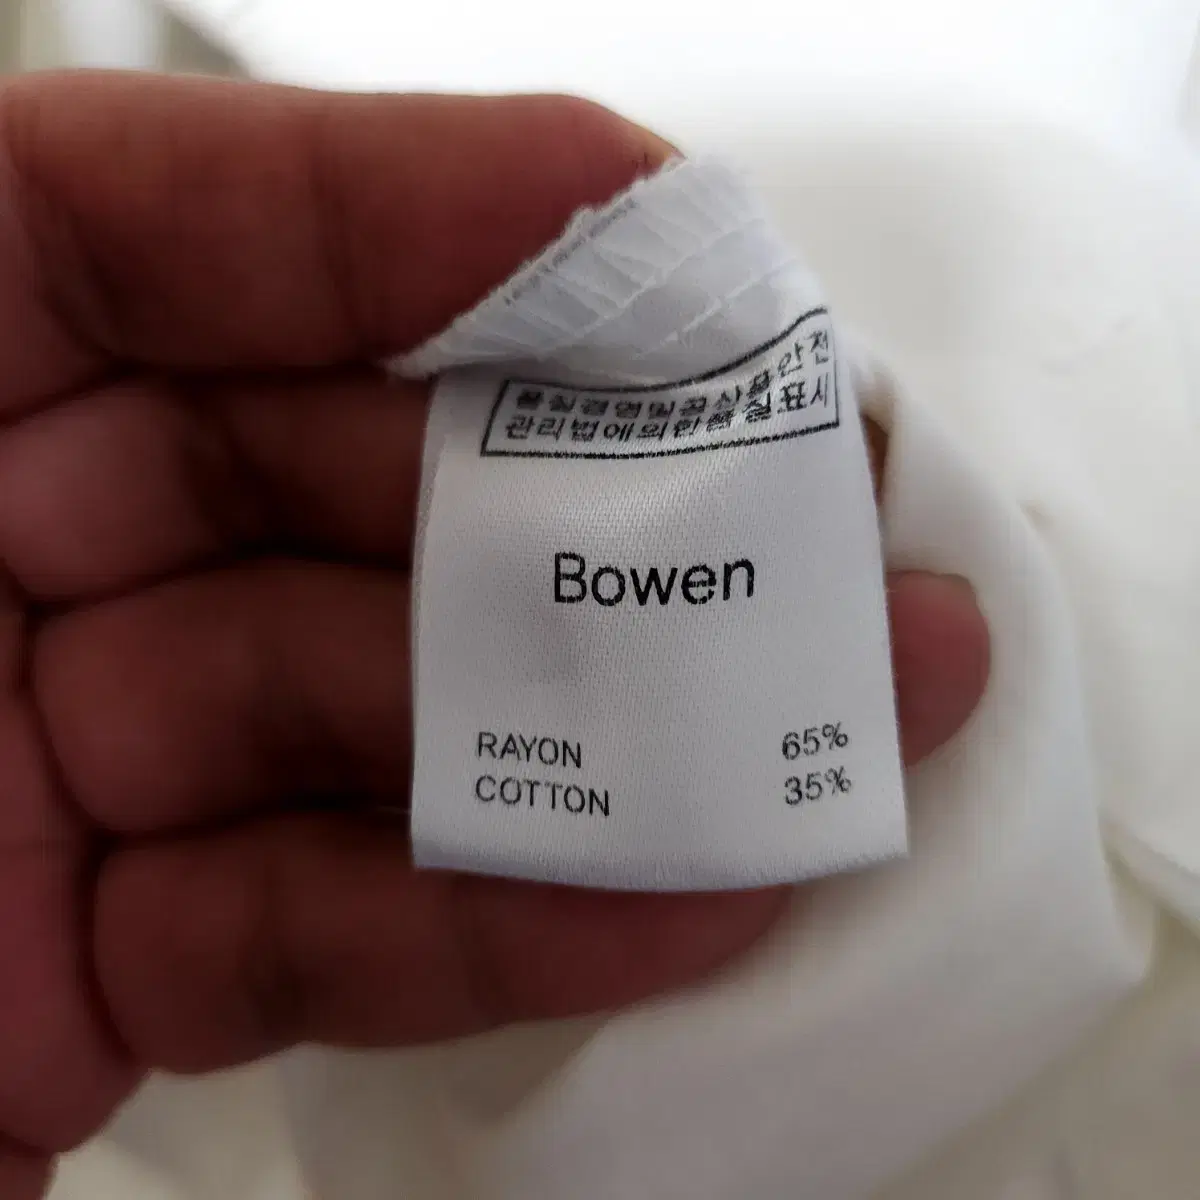 품질경영및공산품안전
관리법에의한품질표시
Bowen
RAYON 65%
COTTON 35%